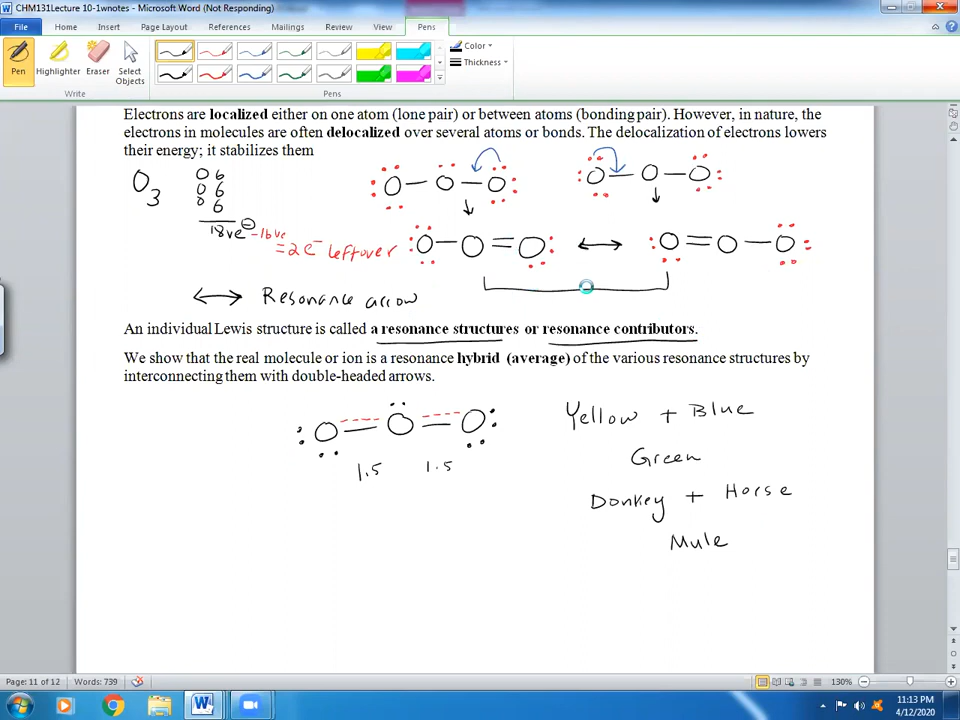 CHM131Lecture 10-1wnotes - Microsoft Word (Not Responding)
File Home Insert Page Layout References Mailings Review View Pens
Pen Highlighter Eraser Select Objects
Color
Thickness
Write Pens
Electrons are localized either on one atom (lone pair) or between atoms (bonding pair). However, in nature, the
electrons in molecules are often delocalized over several atoms or bonds. The delocalization of electrons lowers
their energy; it stabilizes them
O3
O 6
O 6
O 6
18ve⊖ -16ve
=2e⁻ leftover
O — O — O
O — O — O
O — O = O ↔ O = O — O
↔ Resonance arrow
An individual Lewis structure is called a resonance structures or resonance contributors.
We show that the real molecule or ion is a resonance hybrid (average) of the various resonance structures by
interconnecting them with double-headed arrows.
O O O
1.5 1.5
Yellow + Blue
Green
Donkey + Horse
Mule
Page: 11 of 12 Words: 739 130%
11:13 PM
4/12/2020